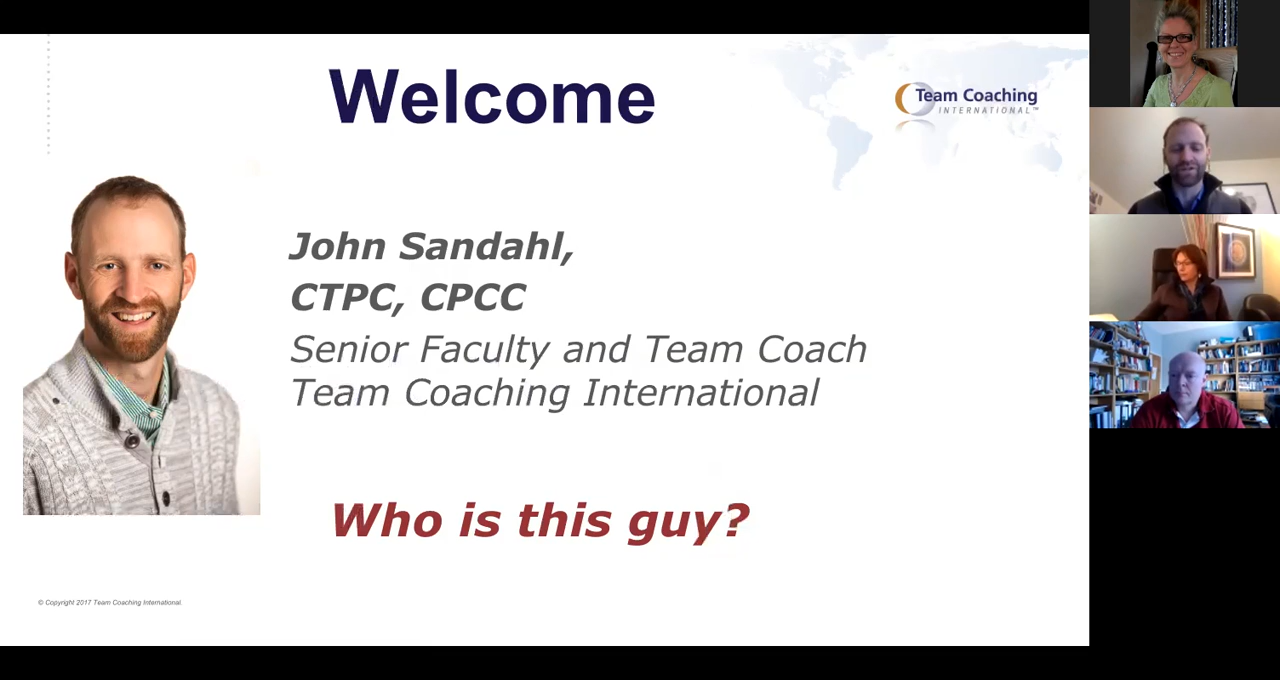 Welcome
Team Coaching
INTERNATIONAL™
John Sandahl,
CTPC, CPCC
Senior Faculty and Team Coach
Team Coaching International
Who is this guy?
© Copyright 2017 Team Coaching International.